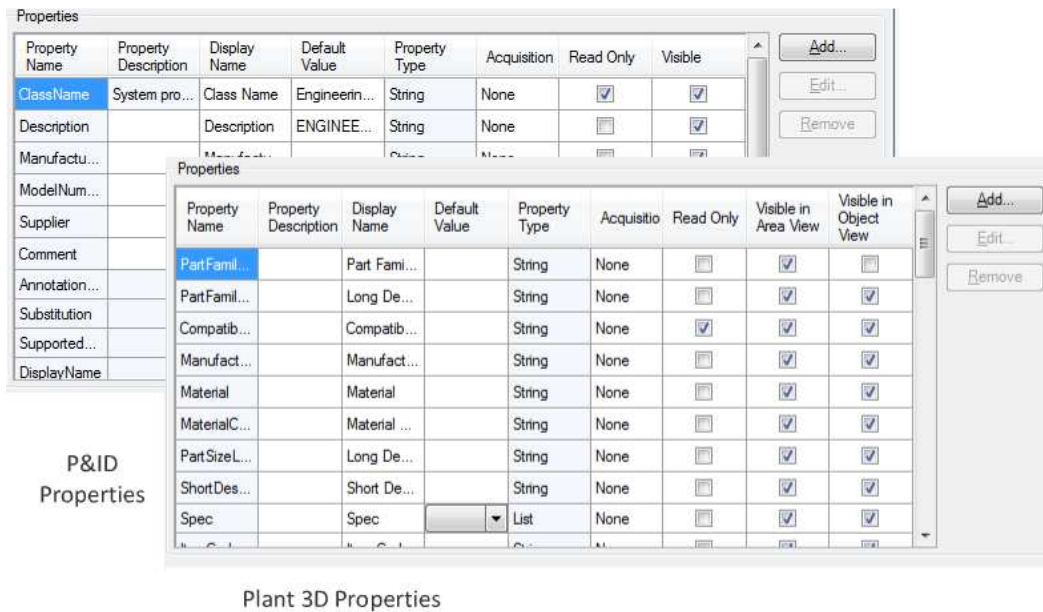 Properties
Property Name Property Description Display Name Default Value Property Type Acquisition Read Only Visible
Add...
ClassName System pro... Class Name Engineerin... String None
Edit...
Description Description ENGINEE... String None
Remove
Manufactu...
ModelNum...
Supplier
Comment
Annotation...
Substitution
Supported...
DisplayName
Properties
Property Name Property Description Display Name Default Value Property Type Acquisitio Read Only Visible in Area View Visible in Object View
Add...
Edit...
Remove
PartFamil... Part Fami... String None
PartFamil... Long De... String None
Compatib... Compatib... String None
Manufact... Manufact... String None
Material Material String None
MaterialC... Material ... String None
PartSizeL... Long De... String None
ShortDes... Short De... String None
Spec Spec List None
P&ID
Properties
Plant 3D Properties